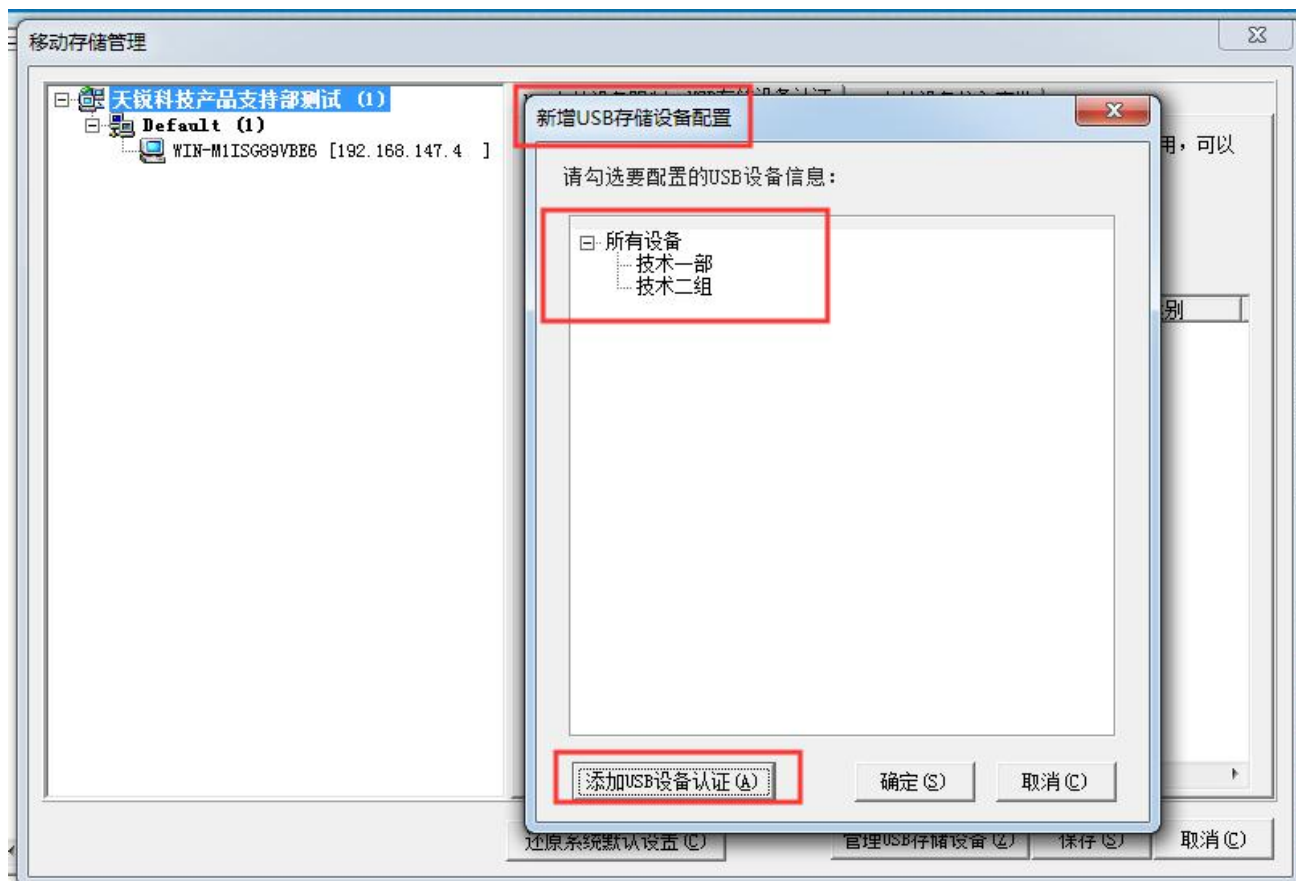 移动存储管理
天锐科技产品支持部测试 (1)
Default (1)
WIN-M1ISG89VBE6 [192.168.147.4 ]
新增USB存储设备配置
用，可以
请勾选要配置的USB设备信息：
所有设备
技术一部
技术二组
别
添加USB设备认证(A)
确定(S)
取消(C)
还原系统默认设置(C)
管理USB存储设备(Z)
保存(S)
取消(C)